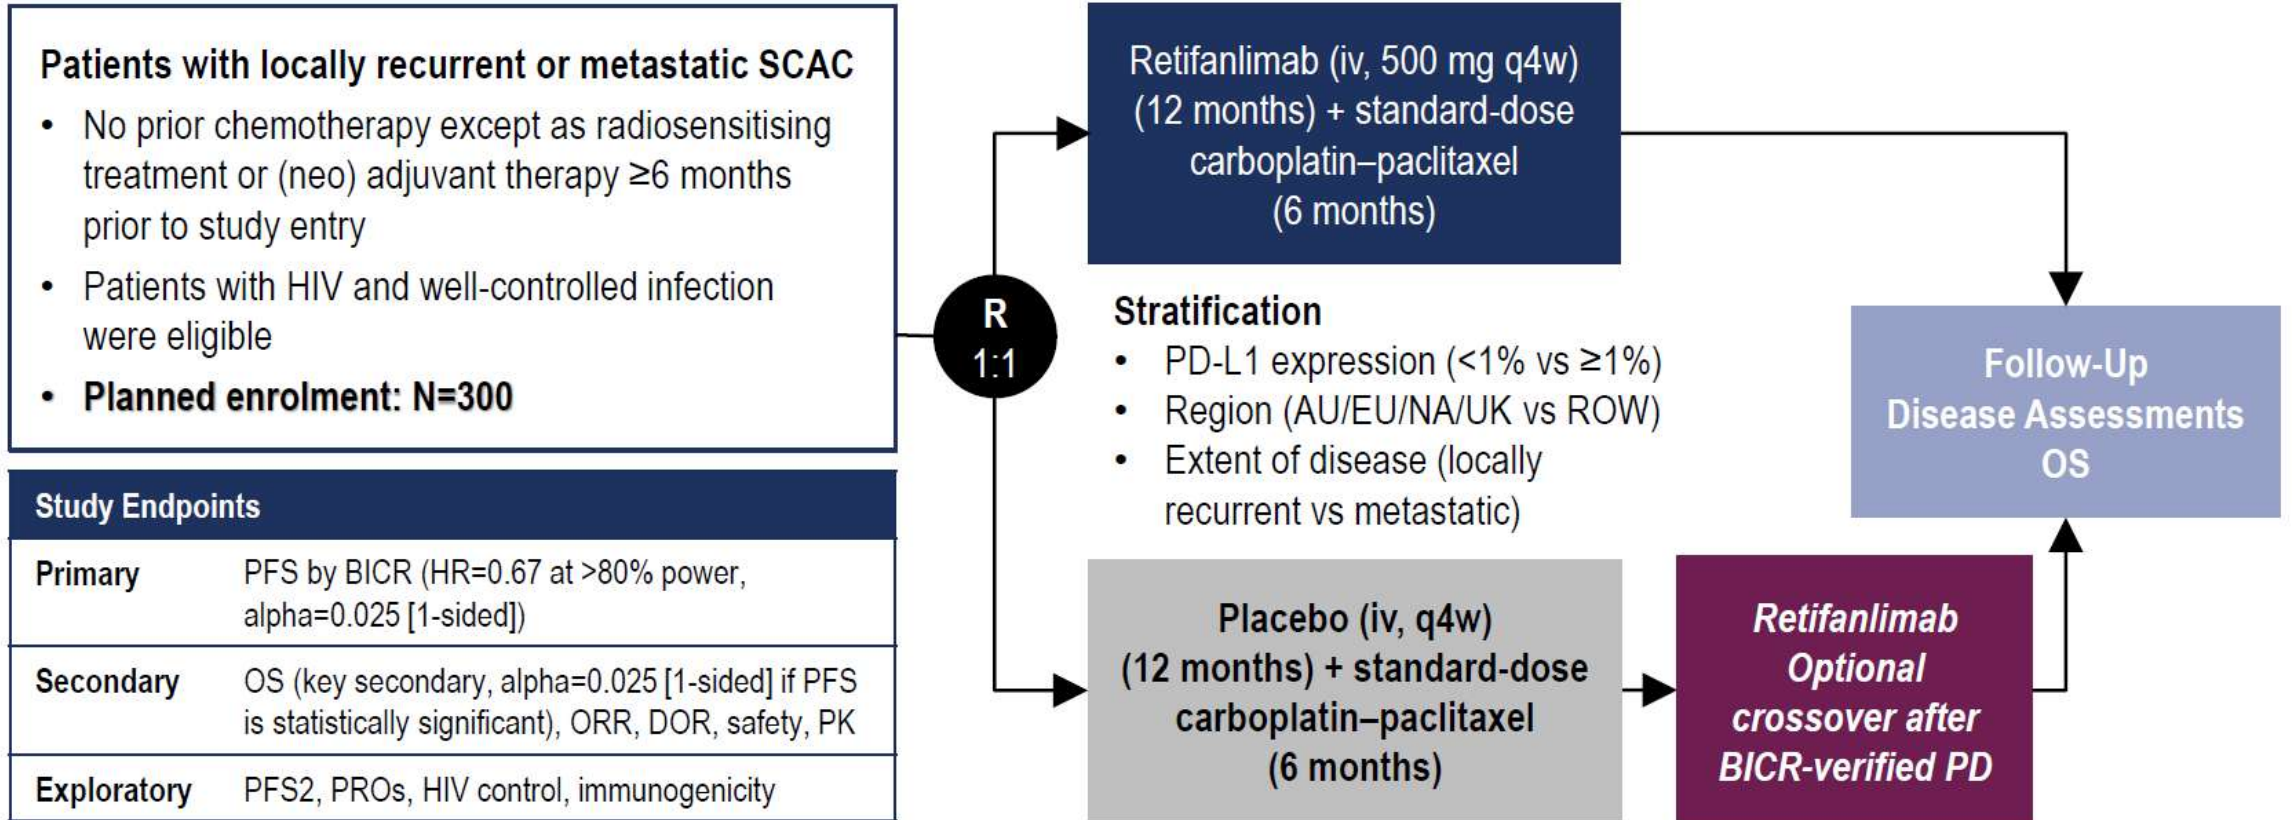 Patients with locally recurrent or metastatic SCAC
• No prior chemotherapy except as radiosensitising
treatment or (neo) adjuvant therapy ≥6 months
prior to study entry
• Patients with HIV and well-controlled infection
were eligible
• Planned enrolment: N=300
Study Endpoints
Primary PFS by BICR (HR=0.67 at >80% power,
alpha=0.025 [1-sided])
Secondary OS (key secondary, alpha=0.025 [1-sided] if PFS
is statistically significant), ORR, DOR, safety, PK
Exploratory PFS2, PROs, HIV control, immunogenicity
R
1:1
Retifanlimab (iv, 500 mg q4w)
(12 months) + standard-dose
carboplatin–paclitaxel
(6 months)
Stratification
• PD-L1 expression (<1% vs ≥1%)
• Region (AU/EU/NA/UK vs ROW)
• Extent of disease (locally
recurrent vs metastatic)
Placebo (iv, q4w)
(12 months) + standard-dose
carboplatin–paclitaxel
(6 months)
Retifanlimab
Optional
crossover after
BICR-verified PD
Follow-Up
Disease Assessments
OS